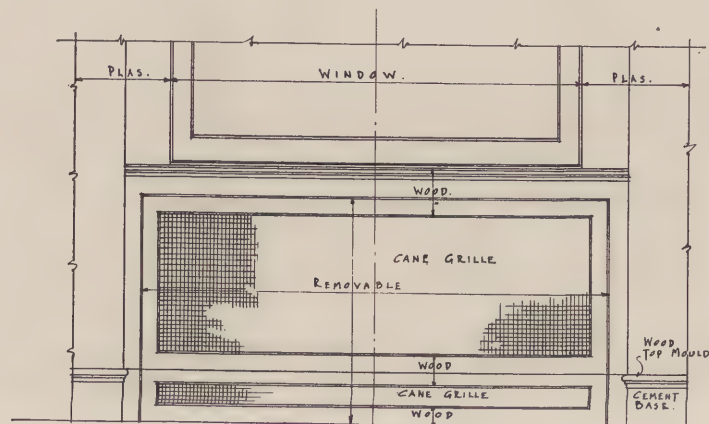 PLAS.
WINDOW.
PLAS.
WOOD.
CANE GRILLE
REMOVABLE
WOOD
TOP MOULD
WOOD
CANE GRILLE
CEMENT
BASE.
WOOD